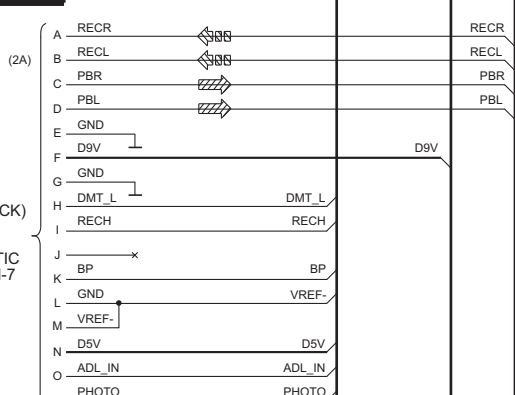 A RECR RECR
(2A) B RECL RECL
C PBR PBR
D PBL PBL
E GND
F D9V D9V
G GND
CK) H DMT_L DMT_L
I RECH RECH
TIC J
-7 K BP BP
L GND VREF-
M VREF-
N D5V D5V
O ADL_IN ADL_IN
PHOTO PHOTO